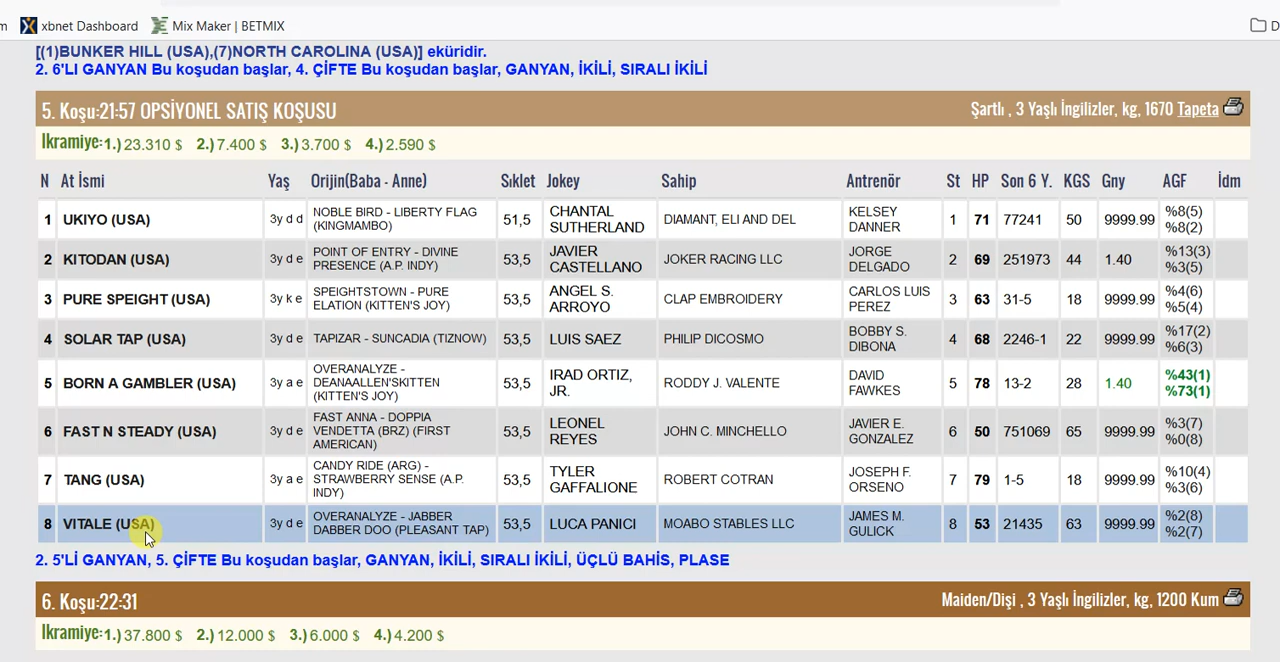 m xbnet Dashboard Mix Maker | BETMIX D
[(1)BUNKER HILL (USA),(7)NORTH CAROLINA (USA)] eküridir.
2. 6'LI GANYAN Bu koşudan başlar, 4. ÇİFTE Bu koşudan başlar, GANYAN, İKİLİ, SIRALI İKİLİ
5. Koşu:21:57 OPSİYONEL SATIŞ KOŞUSU Şartlı , 3 Yaşlı İngilizler, kg, 1670 Tapeta
Ikramiye:1.)23.310 $ 2.)7.400 $ 3.)3.700 $ 4.)2.590 $
N At İsmi Yaş Orijin(Baba - Anne) Sıklet Jokey Sahip Antrenör St HP Son 6 Y. KGS Gny AGF İdm
1 UKIYO (USA) 3y d d NOBLE BIRD - LIBERTY FLAG (KINGMAMBO) 51,5 CHANTAL SUTHERLAND DIAMANT, ELI AND DEL KELSEY DANNER 1 71 77241 50 9999.99 %8(5) %8(2)
2 KITODAN (USA) 3y d e POINT OF ENTRY - DIVINE PRESENCE (A.P. INDY) 53,5 JAVIER CASTELLANO JOKER RACING LLC JORGE DELGADO 2 69 251973 44 1.40 %13(3) %3(5)
3 PURE SPEIGHT (USA) 3y k e SPEIGHTSTOWN - PURE ELATION (KITTEN'S JOY) 53,5 ANGEL S. ARROYO CLAP EMBROIDERY CARLOS LUIS PEREZ 3 63 31-5 18 9999.99 %4(6) %5(4)
4 SOLAR TAP (USA) 3y d e TAPIZAR - SUNCADIA (TIZNOW) 53,5 LUIS SAEZ PHILIP DICOSMO BOBBY S. DIBONA 4 68 2246-1 22 9999.99 %17(2) %6(3)
5 BORN A GAMBLER (USA) 3y a e OVERANALYZE - DEANAALLEN'SKITTEN (KITTEN'S JOY) 53,5 IRAD ORTIZ, JR. RODDY J. VALENTE DAVID FAWKES 5 78 13-2 28 1.40 %43(1) %73(1)
6 FAST N STEADY (USA) 3y d e FAST ANNA - DOPPIA VENDETTA (BRZ) (FIRST AMERICAN) 53,5 LEONEL REYES JOHN C. MINCHELLO JAVIER E. GONZALEZ 6 50 751069 65 9999.99 %3(7) %0(8)
7 TANG (USA) 3y a e CANDY RIDE (ARG) - STRAWBERRY SENSE (A.P. INDY) 53,5 TYLER GAFFALIONE ROBERT COTRAN JOSEPH F. ORSENO 7 79 1-5 18 9999.99 %10(4) %3(6)
8 VITALE (USA) 3y d e OVERANALYZE - JABBER DABBER DOO (PLEASANT TAP) 53,5 LUCA PANICI MOABO STABLES LLC JAMES M. GULICK 8 53 21435 63 9999.99 %2(8) %2(7)
2. 5'Lİ GANYAN, 5. ÇİFTE Bu koşudan başlar, GANYAN, İKİLİ, SIRALI İKİLİ, ÜÇLÜ BAHİS, PLASE
6. Koşu:22:31 Maiden/Dişi , 3 Yaşlı İngilizler, kg, 1200 Kum
Ikramiye:1.)37.800 $ 2.)12.000 $ 3.)6.000 $ 4.)4.200 $